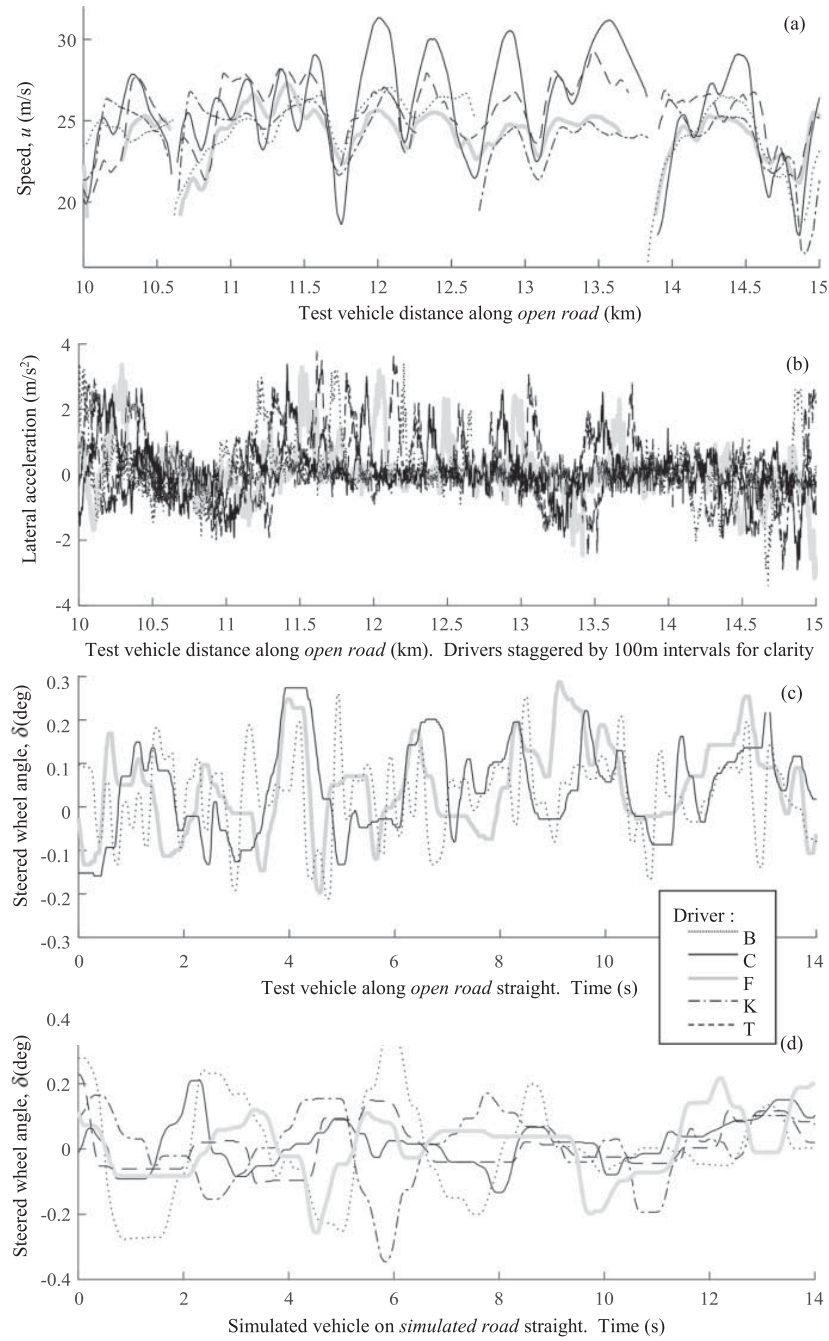 (a)
30
25
20
Speed, u (m/s)
10 10.5 11 11.5 12 12.5 13 13.5 14 14.5 15
Test vehicle distance along open road (km)
(b)
4
2
0
-2
-4
Lateral acceleration (m/s²)
10 10.5 11 11.5 12 12.5 13 13.5 14 14.5 15
Test vehicle distance along open road (km). Drivers staggered by 100m intervals for clarity
(c)
0.3
0.2
0.1
0
-0.1
-0.2
-0.3
Steered wheel angle, δ(deg)
0 2 4 6 8 10 14
Test vehicle along open road straight. Time (s)
Driver :
B
C
F
K
T
(d)
0.4
0.2
0
-0.2
-0.4
Steered wheel angle, δ(deg)
0 2 4 6 8 10 12 14
Simulated vehicle on simulated road straight. Time (s)